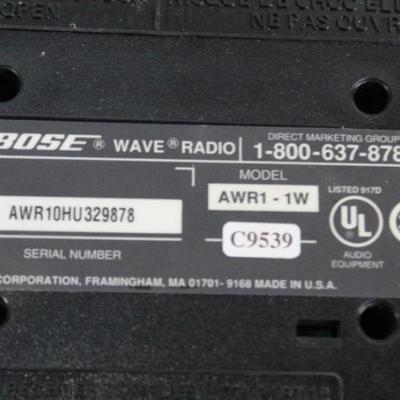 OPEN
NE PAS OUVR
BOSE ® WAVE ® RADIO
DIRECT MARKETING GROUP
1-800-637-878
MODEL
AWR1 - 1W
LISTED 917D
UL
AUDIO
EQUIPMENT
AWR10HU329878
SERIAL NUMBER
C9539
CORPORATION, FRAMINGHAM, MA 01701- 9168 MADE IN U.S.A.